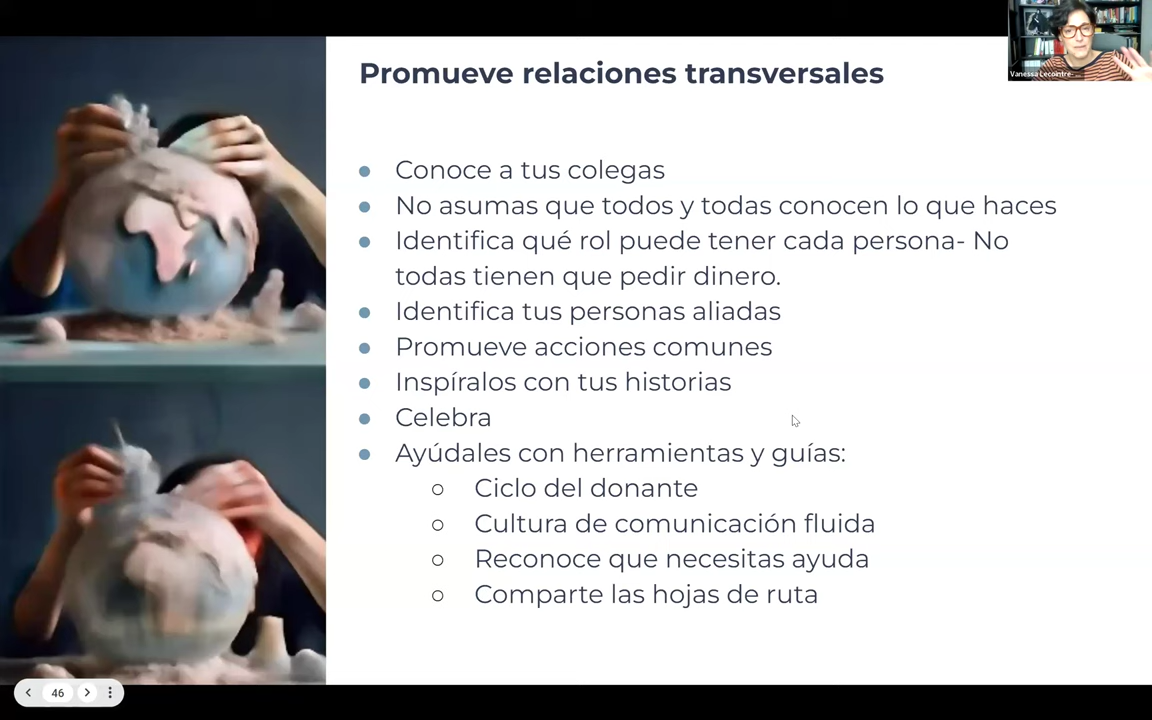 Promueve relaciones transversales
Vanessa Lecointre
● Conoce a tus colegas
● No asumas que todos y todas conocen lo que haces
● Identifica qué rol puede tener cada persona- No
todas tienen que pedir dinero.
● Identifica tus personas aliadas
● Promueve acciones comunes
● Inspíralos con tus historias
● Celebra
● Ayúdales con herramientas y guías:
○ Ciclo del donante
○ Cultura de comunicación fluida
○ Reconoce que necesitas ayuda
○ Comparte las hojas de ruta
46